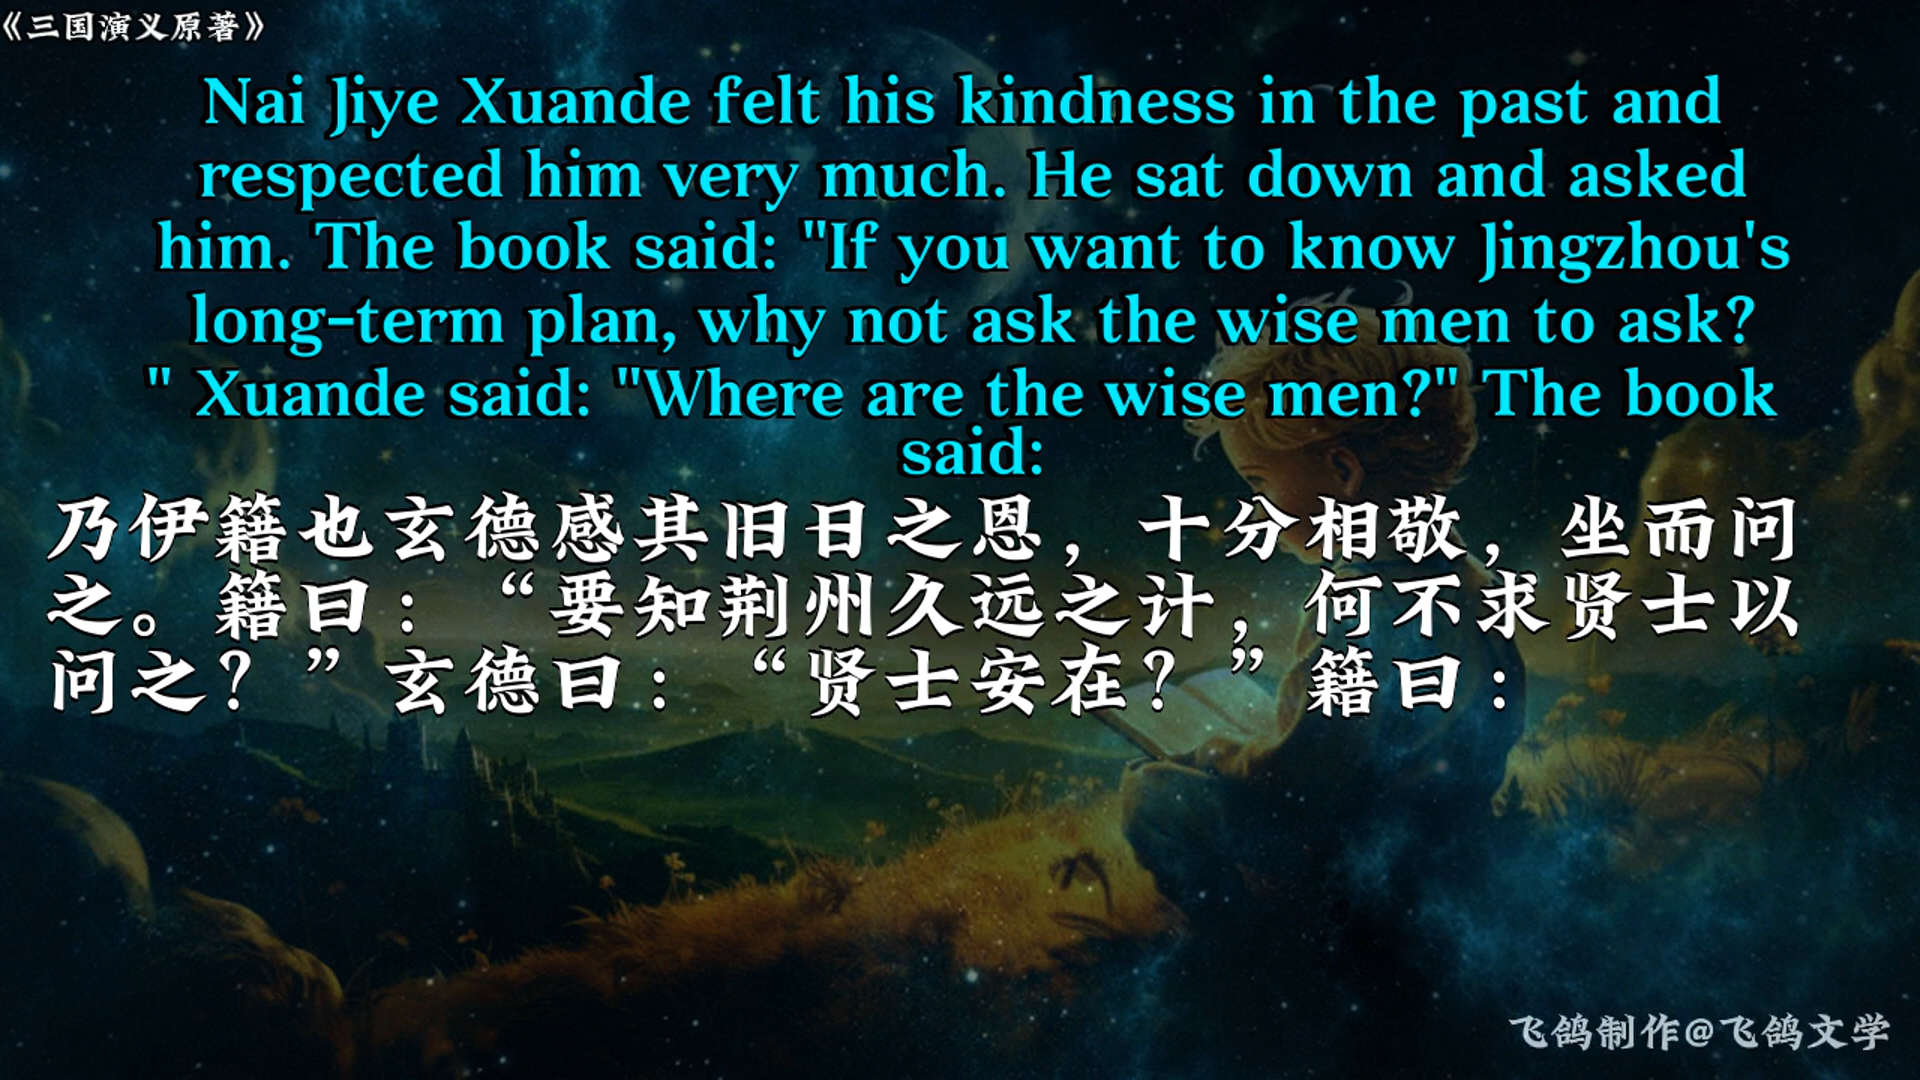 《三国演义原著》
Nai Jiye Xuande felt his kindness in the past and
respected him very much. He sat down and asked
him. The book said: "If you want to know Jingzhou's
long-term plan, why not ask the wise men to ask?
" Xuande said: "Where are the wise men?" The book
said:
乃伊籍也玄德感其旧日之恩，十分相敬，坐而问
之。籍曰：“要知荆州久远之计，何不求贤士以
问之？”玄德曰：“贤士安在？”籍曰：
飞鸽制作@飞鸽文学